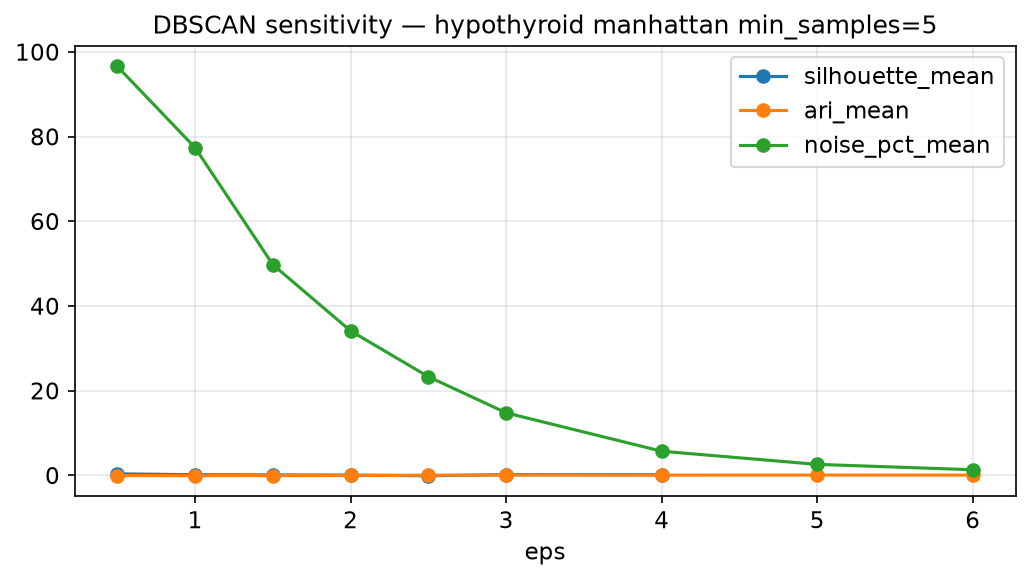 DBSCAN sensitivity — hypothyroid manhattan min_samples=5
100
80
60
40
20
0
silhouette_mean
ari_mean
noise_pct_mean
1 2 3 4 5 6
eps